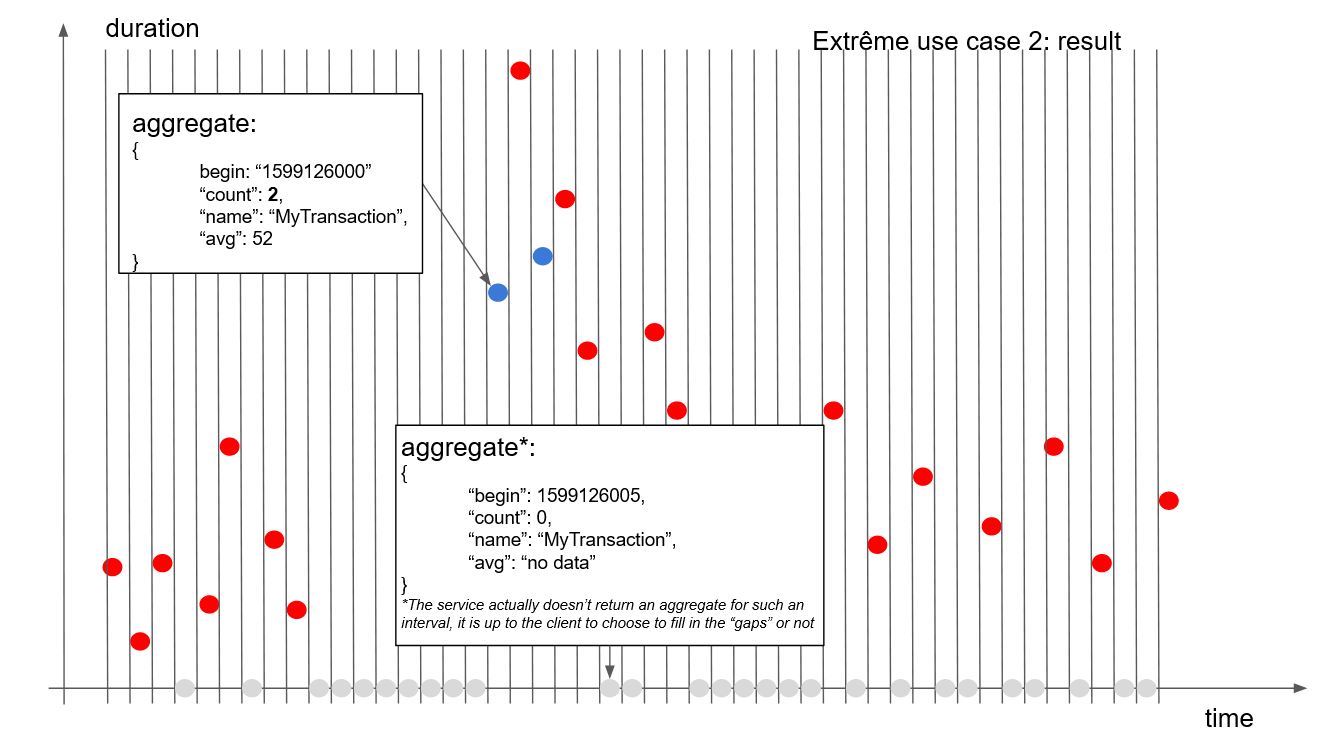 duration
Extrême use case 2: result
aggregate:
{
begin: “1599126000”
“count”: 2,
“name”: “MyTransaction”,
“avg”: 52
}
aggregate*:
{
“begin”: 1599126005,
“count”: 0,
“name”: “MyTransaction”,
“avg”: “no data”
}
*The service actually doesn’t return an aggregate for such an
interval, it is up to the client to choose to fill in the “gaps” or not
time